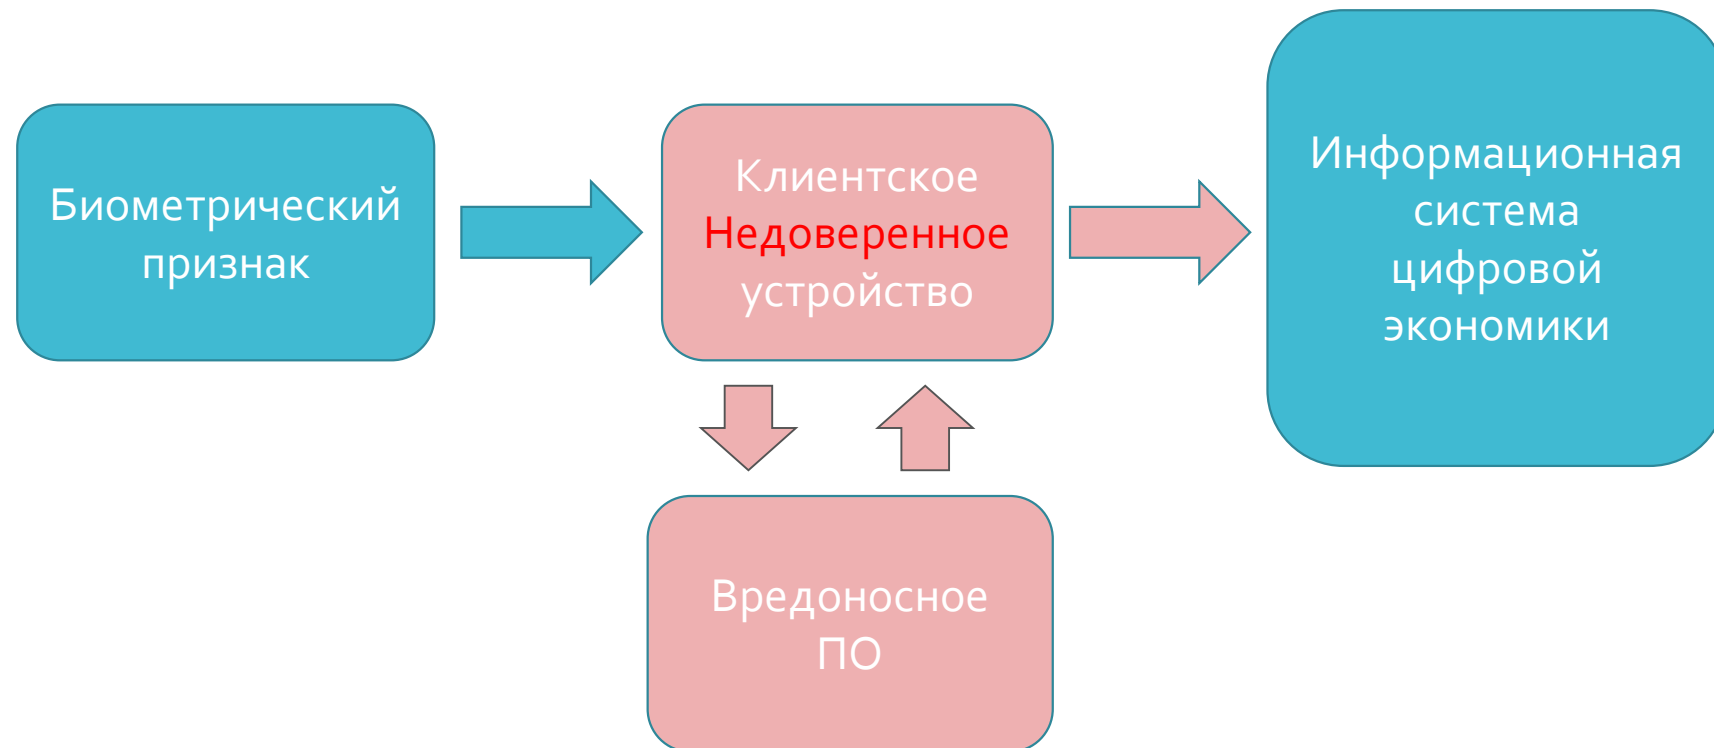 Биометрический
признак
Клиентское
Недоверенное
устройство
Информационная
система
цифровой
экономики
Вредоносное
ПО